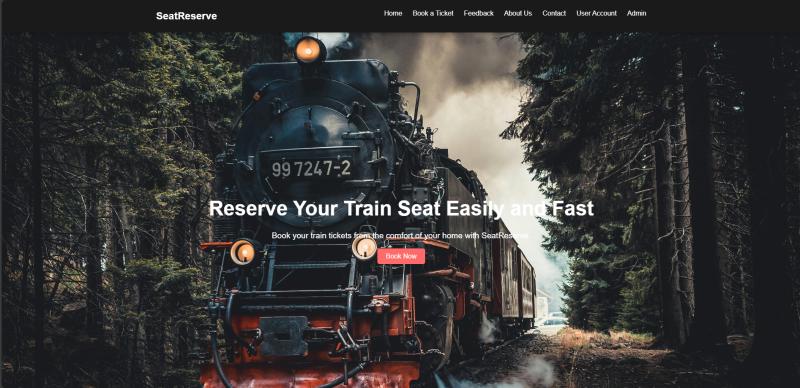 SeatReserve
Home Book a Ticket Feedback About Us Contact User Account Admin
99 7247-2
Reserve Your Train Seat Easily and Fast
Book your train tickets from the comfort of your home with SeatReserve.
Book Now